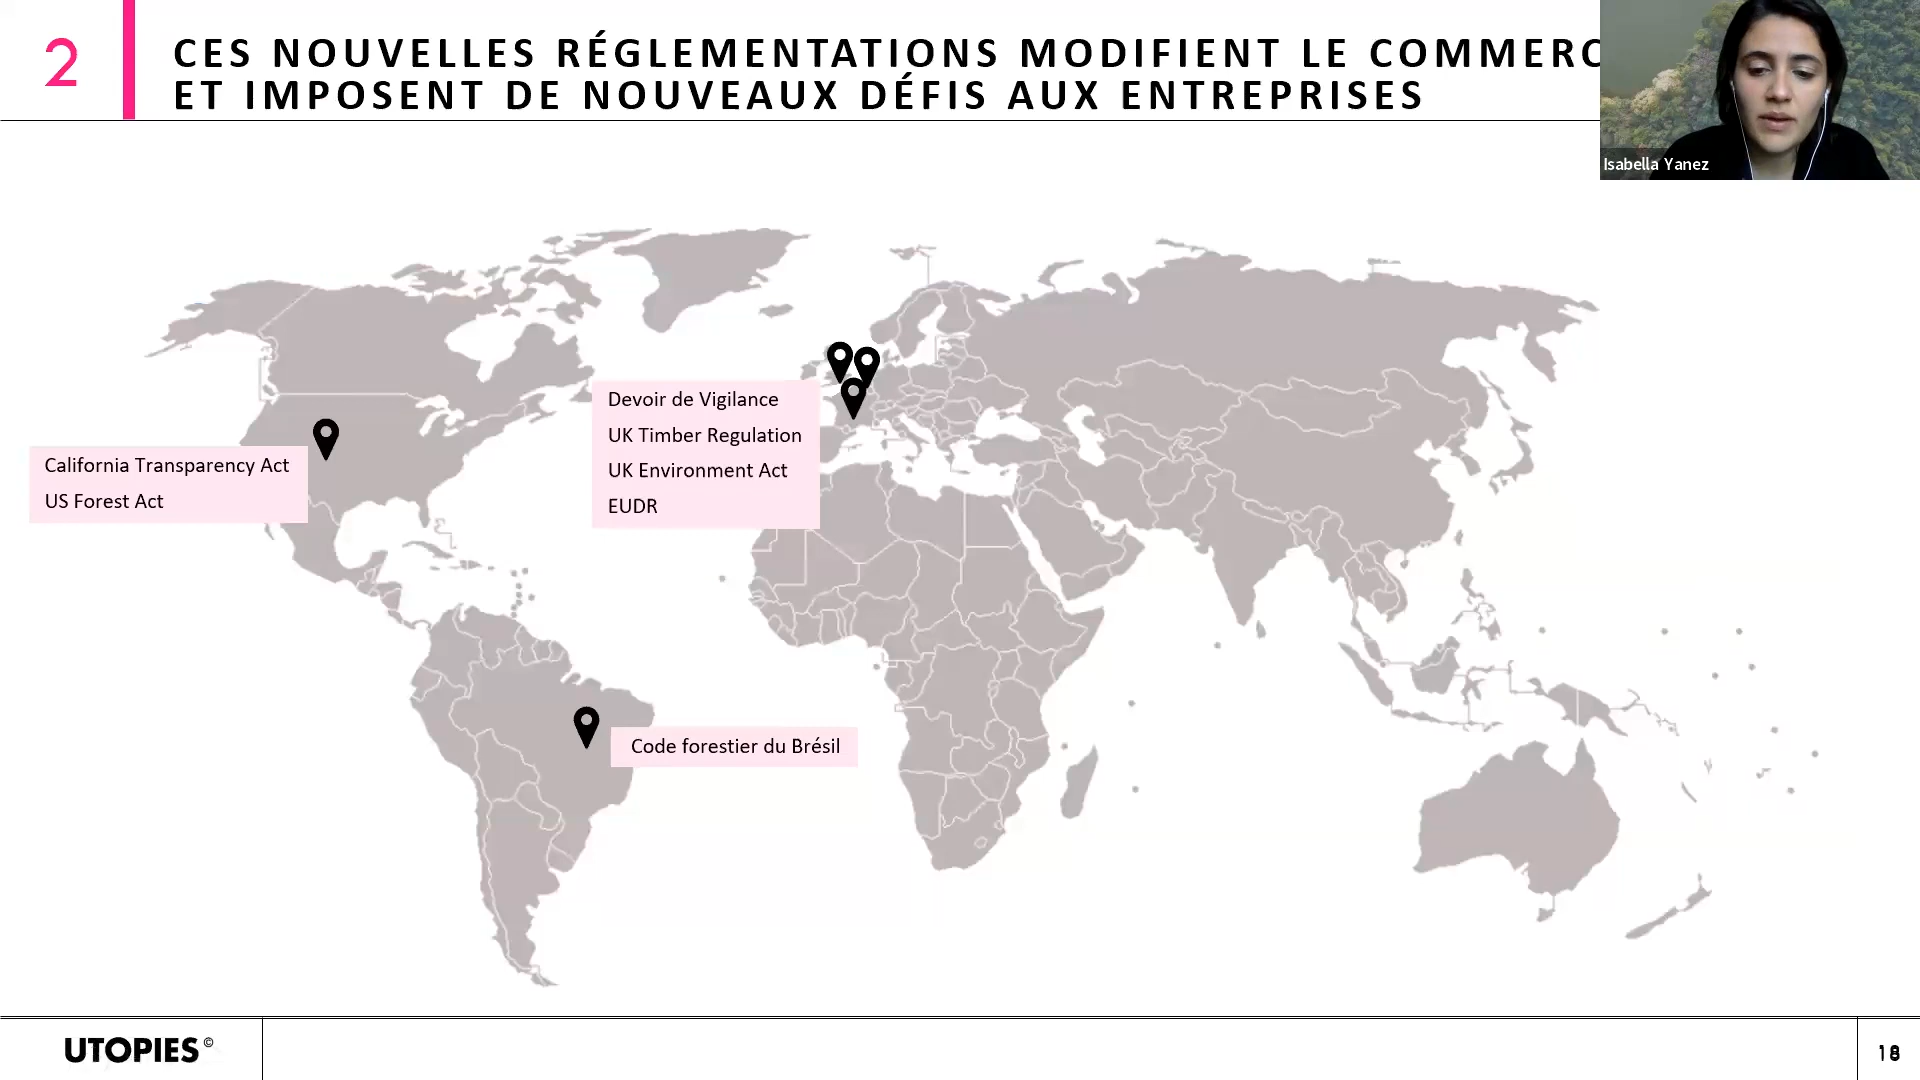 2
CES NOUVELLES RÉGLEMENTATIONS MODIFIENT LE COMMERC
ET IMPOSENT DE NOUVEAUX DÉFIS AUX ENTREPRISES
Isabella Yanez
Devoir de Vigilance
UK Timber Regulation
UK Environment Act
EUDR
California Transparency Act
US Forest Act
Code forestier du Brésil
UTOPIES©
18